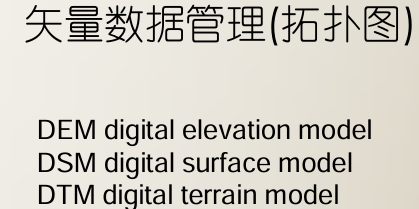 矢量数据管理(拓扑图)
DEM digital elevation model
DSM digital surface model
DTM digital terrain model